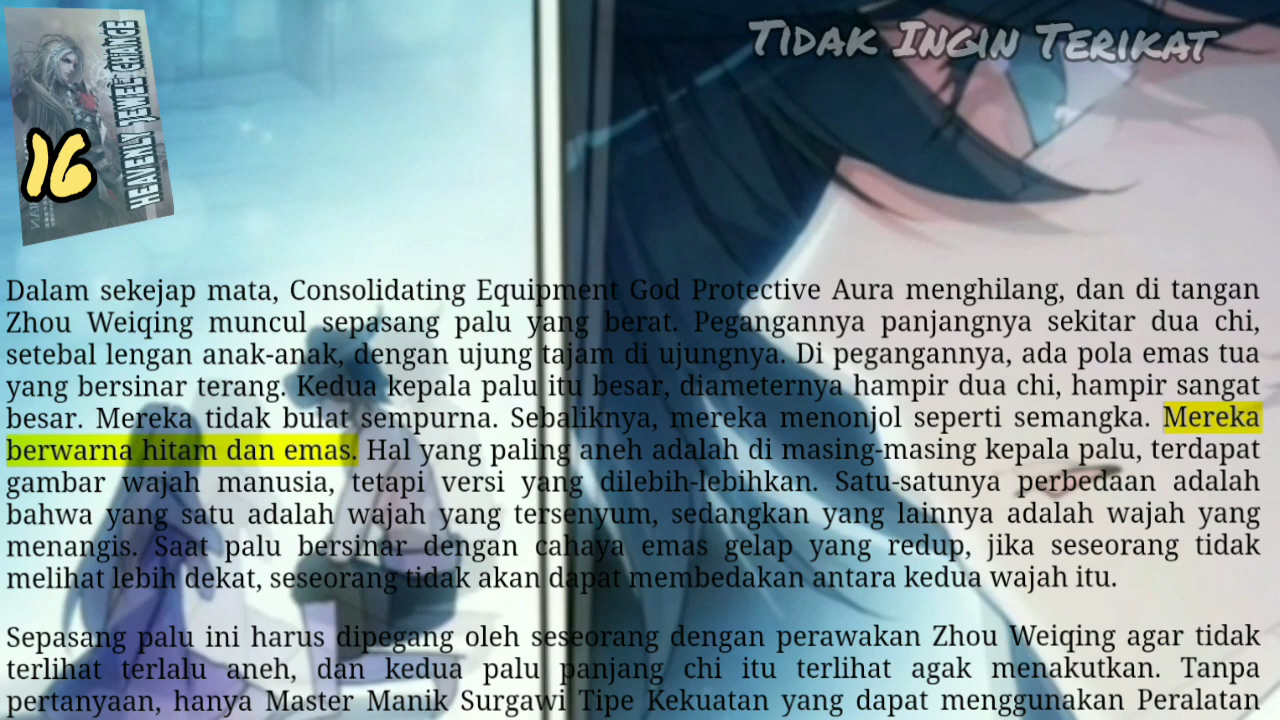 TIDAK INGIN TERIKAT
HEAVENLY JEWEL CHANGE
16
Dalam sekejap mata, Consolidating Equipment God Protective Aura menghilang, dan di tangan
Zhou Weiqing muncul sepasang palu yang berat. Pegangannya panjangnya sekitar dua chi,
setebal lengan anak-anak, dengan ujung tajam di ujungnya. Di pegangannya, ada pola emas tua
yang bersinar terang. Kedua kepala palu itu besar, diameternya hampir dua chi, hampir sangat
besar. Mereka tidak bulat sempurna. Sebaliknya, mereka menonjol seperti semangka. Mereka
berwarna hitam dan emas. Hal yang paling aneh adalah di masing-masing kepala palu, terdapat
gambar wajah manusia, tetapi versi yang dilebih-lebihkan. Satu-satunya perbedaan adalah
bahwa yang satu adalah wajah yang tersenyum, sedangkan yang lainnya adalah wajah yang
menangis. Saat palu bersinar dengan cahaya emas gelap yang redup, jika seseorang tidak
melihat lebih dekat, seseorang tidak akan dapat membedakan antara kedua wajah itu.
Sepasang palu ini harus dipegang oleh seseorang dengan perawakan Zhou Weiqing agar tidak
terlihat terlalu aneh, dan kedua palu panjang chi itu terlihat agak menakutkan. Tanpa
pertanyaan, hanya Master Manik Surgawi Tipe Kekuatan yang dapat menggunakan Peralatan